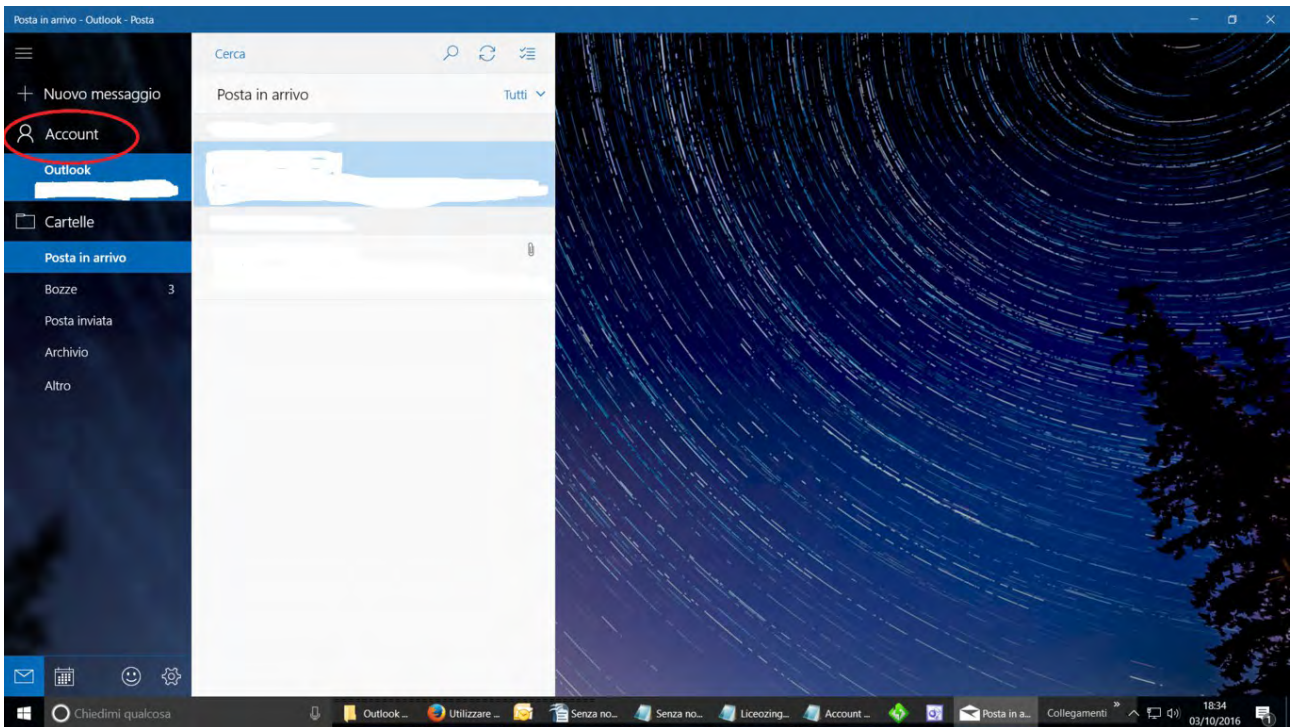 Posta in arrivo - Outlook - Posta
Cerca
Nuovo messaggio
Posta in arrivo
Tutti
Account
Outlook
Cartelle
Posta in arrivo
Bozze 3
Posta inviata
Archivio
Altro
Chiedimi qualcosa
Outlook ...
Utilizzare ...
Senza no...
Senza no...
Liceozing...
Account ...
Posta in a...
Collegamenti
18:34
03/10/2016